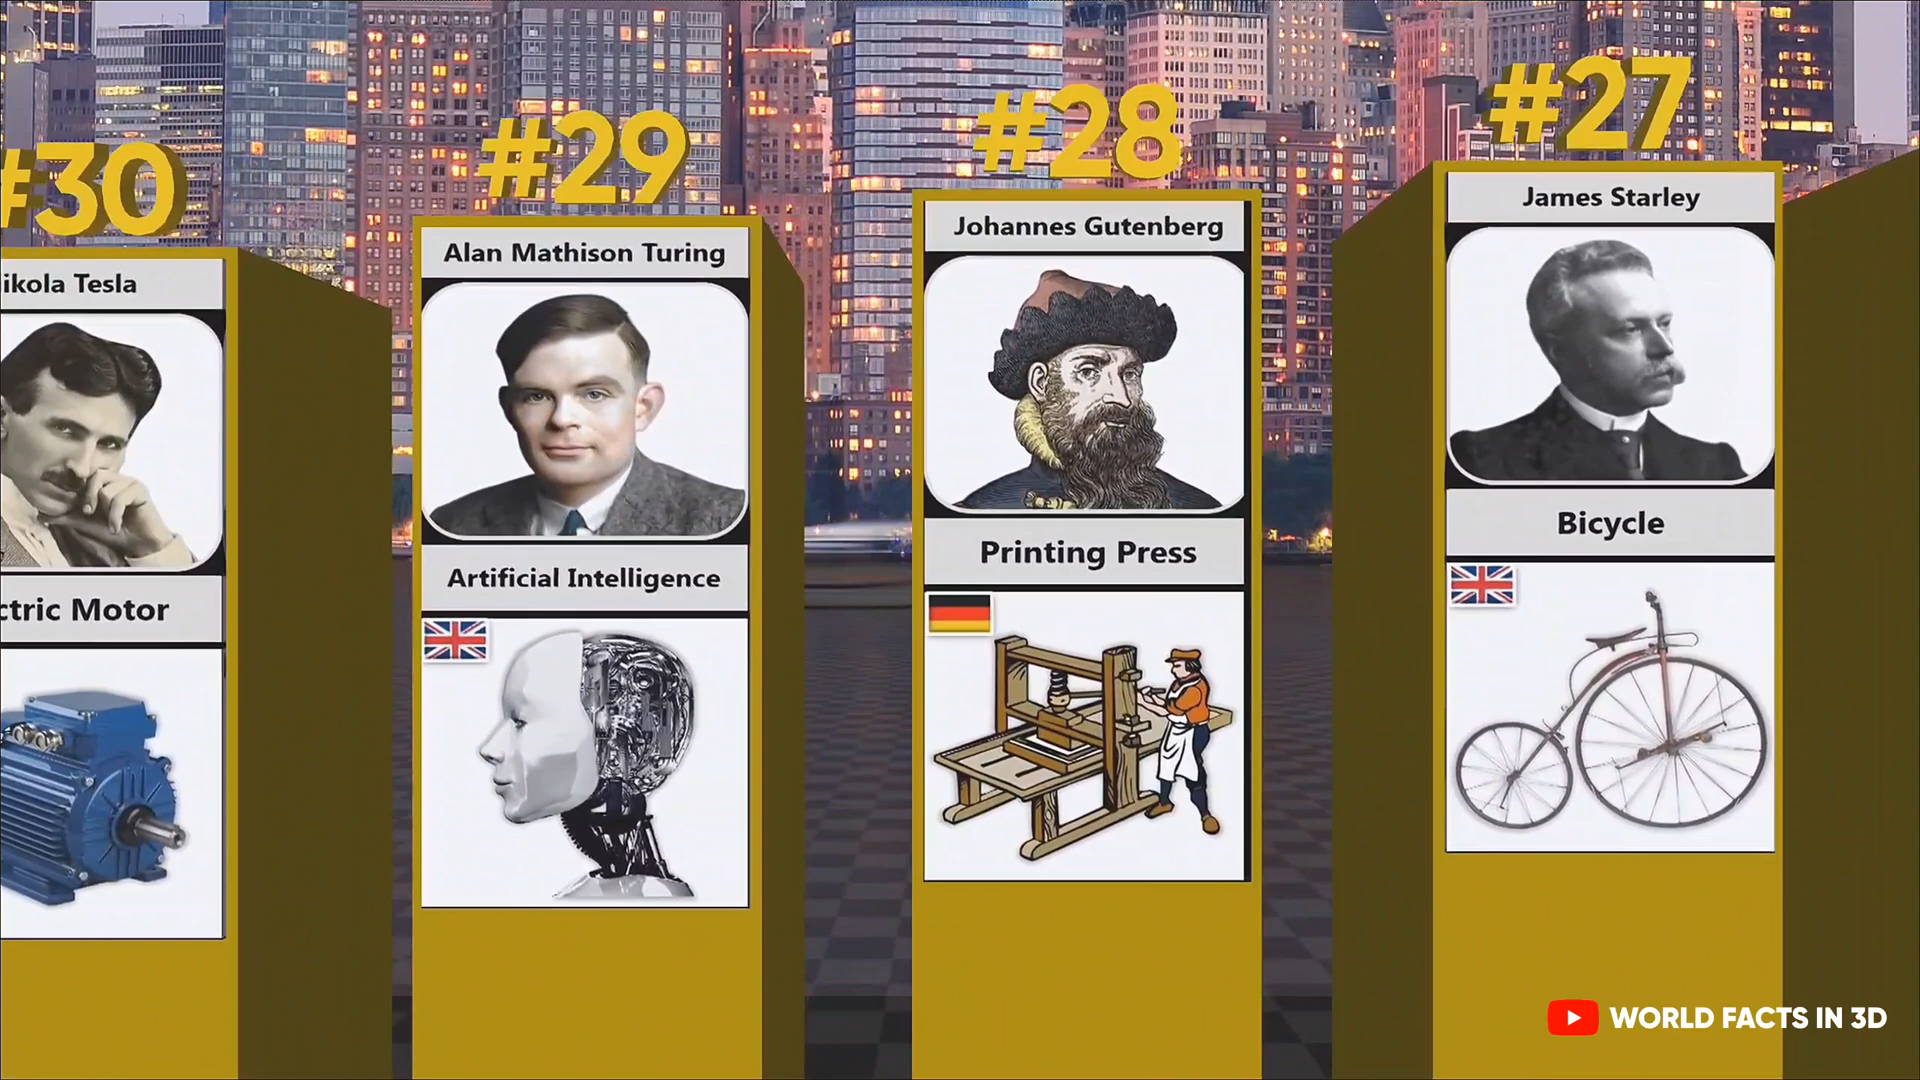 #30
ikola Tesla
ctric Motor
#29
Alan Mathison Turing
Artificial Intelligence
#28
Johannes Gutenberg
Printing Press
#27
James Starley
Bicycle
WORLD FACTS IN 3D